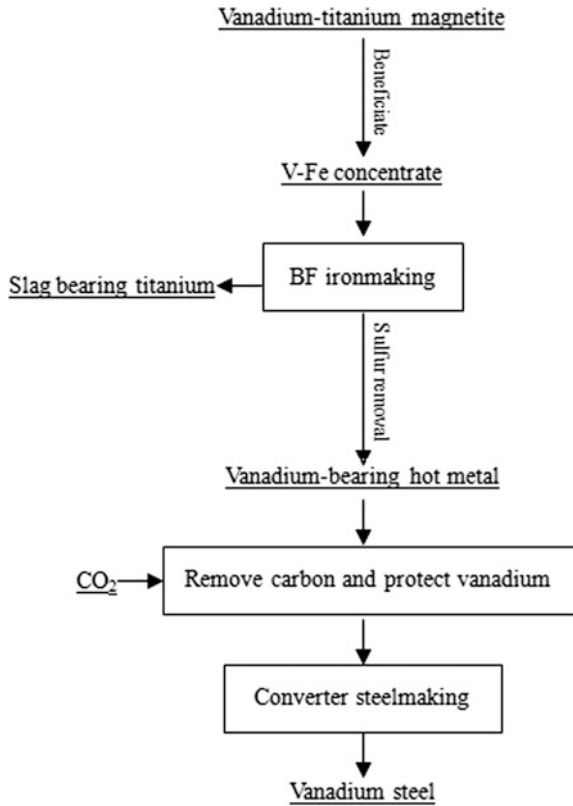 Vanadium-titanium magnetite
Beneficiate
V-Fe concentrate
BF ironmaking
Slag bearing titanium
Sulfur removal
Vanadium-bearing hot metal
CO₂
Remove carbon and protect vanadium
Converter steelmaking
Vanadium steel